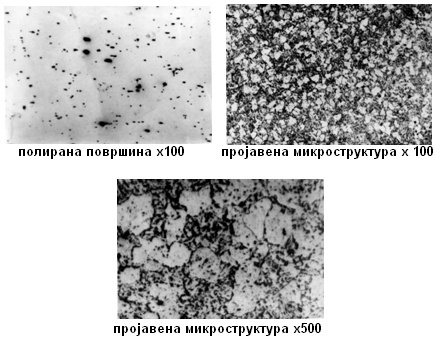 полирана површина x100
пројавена микроструктура x 100
пројавена микроструктура x500